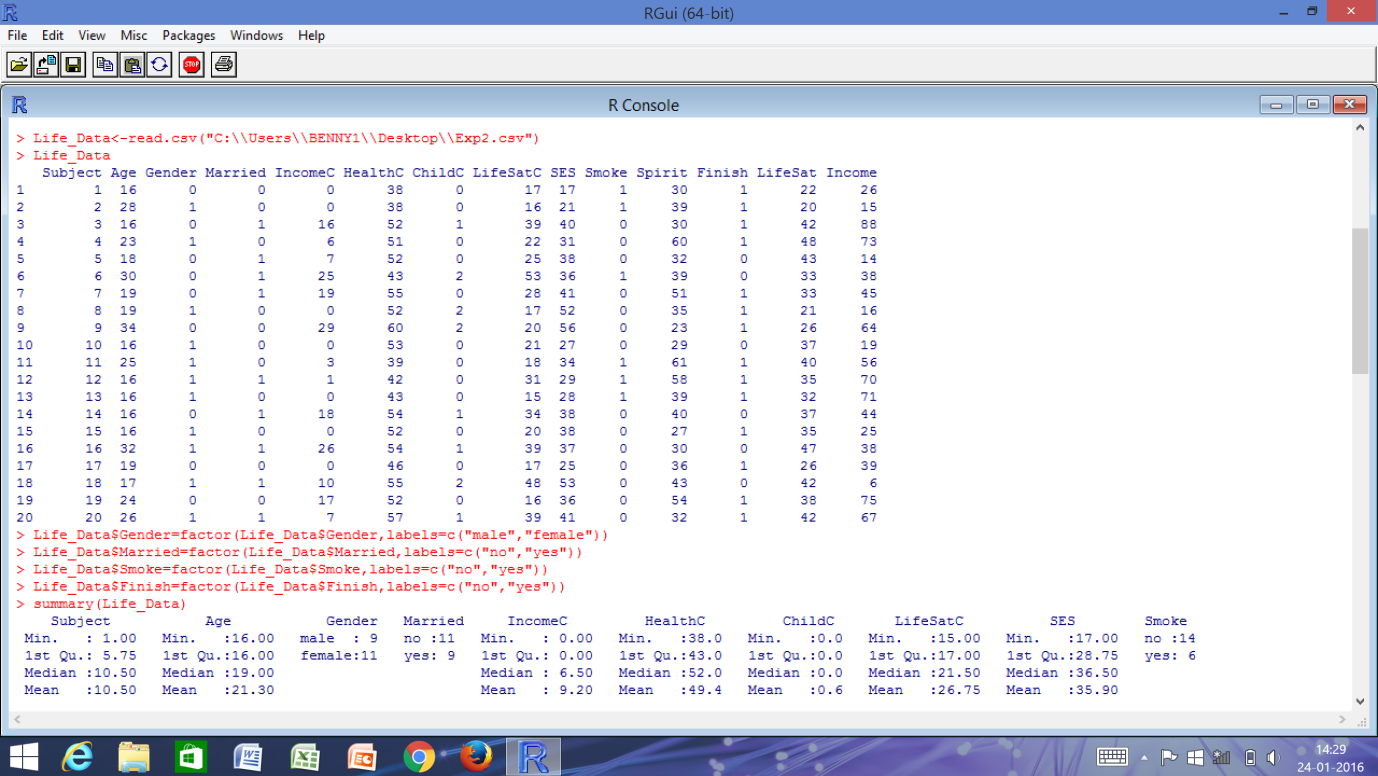 RGui (64-bit)
File Edit View Misc Packages Windows Help
STOP
R Console
> Life_Data<-read.csv("C:\\Users\\BENNY1\\Desktop\\Exp2.csv")
> Life_Data
Subject Age Gender Married IncomeC HealthC ChildC LifeSatC SES Smoke Spirit Finish LifeSat Income
1 1 16 0 0 0 38 0 17 17 1 30 1 22 26
2 2 28 1 0 0 38 0 16 21 1 39 1 20 15
3 3 16 0 1 16 52 1 39 40 0 30 1 42 88
4 4 23 1 0 6 51 0 22 31 0 60 1 48 73
5 5 18 0 1 7 52 0 25 38 0 32 0 43 14
6 6 30 0 1 25 43 2 53 36 1 39 0 33 38
7 7 19 0 1 19 55 0 28 41 0 51 1 33 45
8 8 19 1 0 0 52 2 17 52 0 35 1 21 16
9 9 34 0 0 29 60 2 20 56 0 23 1 26 64
10 10 16 1 0 0 53 0 21 27 0 29 0 37 19
11 11 25 1 0 3 39 0 18 34 1 61 1 40 56
12 12 16 1 1 1 42 0 31 29 1 58 1 35 70
13 13 16 1 0 0 43 0 15 28 1 39 1 32 71
14 14 16 0 1 18 54 1 34 38 0 40 0 37 44
15 15 16 1 0 0 52 0 20 38 0 27 1 35 25
16 16 32 1 1 26 54 1 39 37 0 30 0 47 38
17 17 19 0 0 0 46 0 17 25 0 36 1 26 39
18 18 17 1 1 10 55 2 48 53 0 43 0 42 6
19 19 24 0 0 17 52 0 16 36 0 54 1 38 75
20 20 26 1 1 7 57 1 39 41 0 32 1 42 67
> Life_Data$Gender=factor(Life_Data$Gender,labels=c("male","female"))
> Life_Data$Married=factor(Life_Data$Married,labels=c("no","yes"))
> Life_Data$Smoke=factor(Life_Data$Smoke,labels=c("no","yes"))
> Life_Data$Finish=factor(Life_Data$Finish,labels=c("no","yes"))
> summary(Life_Data)
Subject Age Gender Married IncomeC HealthC ChildC LifeSatC SES Smoke
Min. : 1.00 Min. :16.00 male : 9 no :11 Min. : 0.00 Min. :38.0 Min. :0.0 Min. :15.00 Min. :17.00 no :14
1st Qu.: 5.75 1st Qu.:16.00 female:11 yes: 9 1st Qu.: 0.00 1st Qu.:43.0 1st Qu.:0.0 1st Qu.:17.00 1st Qu.:28.75 yes: 6
Median :10.50 Median :19.00 Median : 6.50 Median :52.0 Median :0.0 Median :21.50 Median :36.50
Mean :10.50 Mean :21.30 Mean : 9.20 Mean :49.4 Mean :0.6 Mean :26.75 Mean :35.90
14:29
24-01-2016